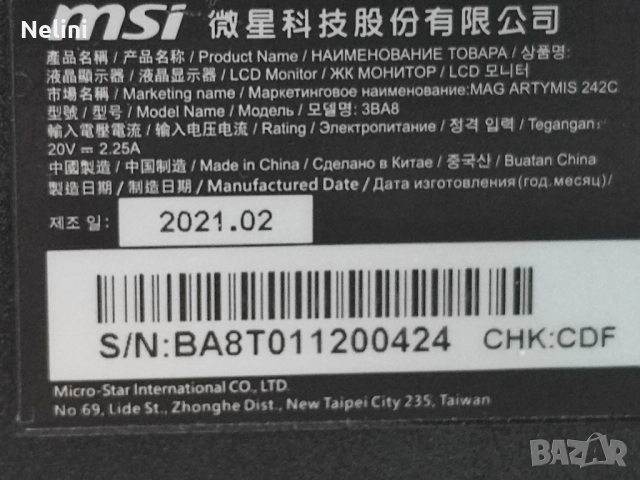 Nelini
msi 微星科技股份有限公司
產品名稱 / 产品名称 / Product Name / НАИМЕНОВАНИЕ ТОВАРА / 상품명:
液晶顯示器 / 液晶显示器 / LCD Monitor / ЖК МОНИТОР / LCD 모니터
市場名稱 / Marketing name / Маркетинговое наименование:MAG ARTYMIS 242C
型號 / 型号 / Model Name / Модель / 모델명: 3BA8
輸入電壓電流 / 输入电压电流 / Rating / Электропитание / 정격 입력 / Tegangan:
20V ⎓ 2.25A
中國製造 / 中国制造 / Made in China / Сделано в Китае / 중국산 / Buatan China
製造日期 / 制造日期 / Manufactured Date / Дата изготовления (год. месяц) /
제조 일: 2021.02
S/N:BA8T011200424 CHK:CDF
Micro-Star International CO., LTD.
No 69, Lide St., Zhonghe Dist., New Taipei City 235, Taiwan
BAZAR